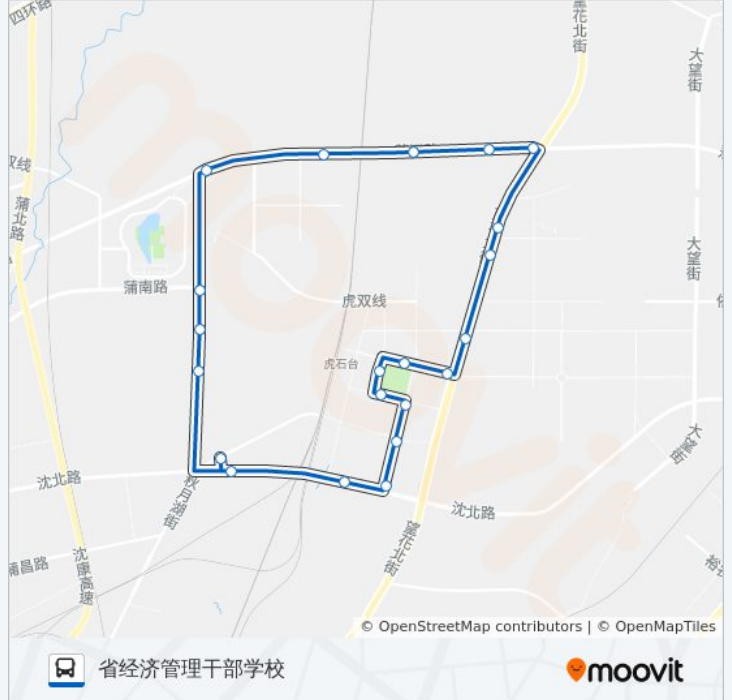 四环路
望花北街
大望街
双线
蒲北路
大望街
蒲南路
虎双线
虎石台
大望街
沈北路
秋月湖街
沈北路
望花北街
蒲昌路
沈康高速
© OpenStreetMap contributors | © OpenMapTiles
省经济管理干部学校
moovit